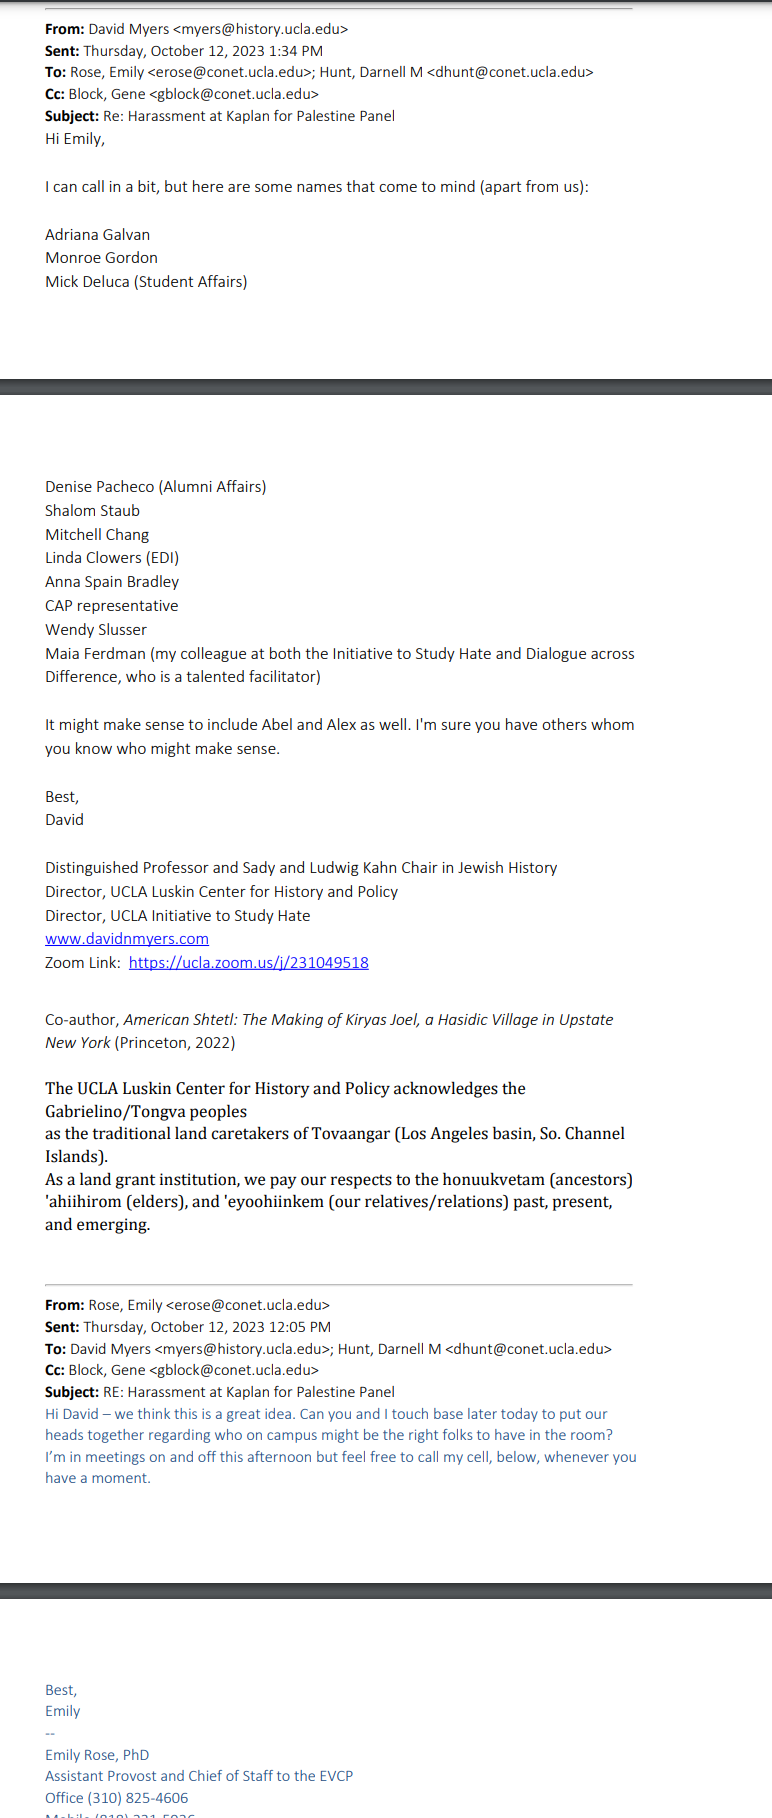 From: David Myers <myers@history.ucla.edu>
Sent: Thursday, October 12, 2023 1:34 PM
To: Rose, Emily <erose@conet.ucla.edu>; Hunt, Darnell M <dhunt@conet.ucla.edu>
Cc: Block, Gene <gblock@conet.ucla.edu>
Subject: Re: Harassment at Kaplan for Palestine Panel
Hi Emily,
I can call in a bit, but here are some names that come to mind (apart from us):
Adriana Galvan
Monroe Gordon
Mick Deluca (Student Affairs)
Denise Pacheco (Alumni Affairs)
Shalom Staub
Mitchell Chang
Linda Clowers (EDI)
Anna Spain Bradley
CAP representative
Wendy Slusser
Maia Ferdman (my colleague at both the Initiative to Study Hate and Dialogue across
Difference, who is a talented facilitator)
It might make sense to include Abel and Alex as well. I'm sure you have others whom
you know who might make sense.
Best,
David
Distinguished Professor and Sady and Ludwig Kahn Chair in Jewish History
Director, UCLA Luskin Center for History and Policy
Director, UCLA Initiative to Study Hate
www.davidnmyers.com
Zoom Link: https://ucla.zoom.us/j/231049518
Co-author, American Shtetl: The Making of Kiryas Joel, a Hasidic Village in Upstate
New York (Princeton, 2022)
The UCLA Luskin Center for History and Policy acknowledges the
Gabrielino/Tongva peoples
as the traditional land caretakers of Tovaangar (Los Angeles basin, So. Channel
Islands).
As a land grant institution, we pay our respects to the honuukvetam (ancestors)
'ahiihirom (elders), and 'eyoohiinkem (our relatives/relations) past, present,
and emerging.
From: Rose, Emily <erose@conet.ucla.edu>
Sent: Thursday, October 12, 2023 12:05 PM
To: David Myers <myers@history.ucla.edu>; Hunt, Darnell M <dhunt@conet.ucla.edu>
Cc: Block, Gene <gblock@conet.ucla.edu>
Subject: RE: Harassment at Kaplan for Palestine Panel
Hi David – we think this is a great idea. Can you and I touch base later today to put our
heads together regarding who on campus might be the right folks to have in the room?
I'm in meetings on and off this afternoon but feel free to call my cell, below, whenever you
have a moment.
Best,
Emily
--
Emily Rose, PhD
Assistant Provost and Chief of Staff to the EVCP
Office (310) 825-4606